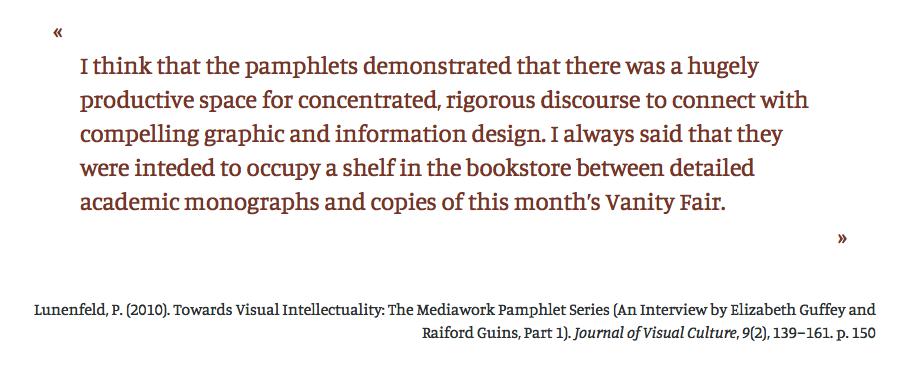 «
I think that the pamphlets demonstrated that there was a hugely
productive space for concentrated, rigorous discourse to connect with
compelling graphic and information design. I always said that they
were inteded to occupy a shelf in the bookstore between detailed
academic monographs and copies of this month’s Vanity Fair.
»
Lunenfeld, P. (2010). Towards Visual Intellectuality: The Mediawork Pamphlet Series (An Interview by Elizabeth Guffey and
Raiford Guins, Part 1). Journal of Visual Culture, 9(2), 139–161. p. 150